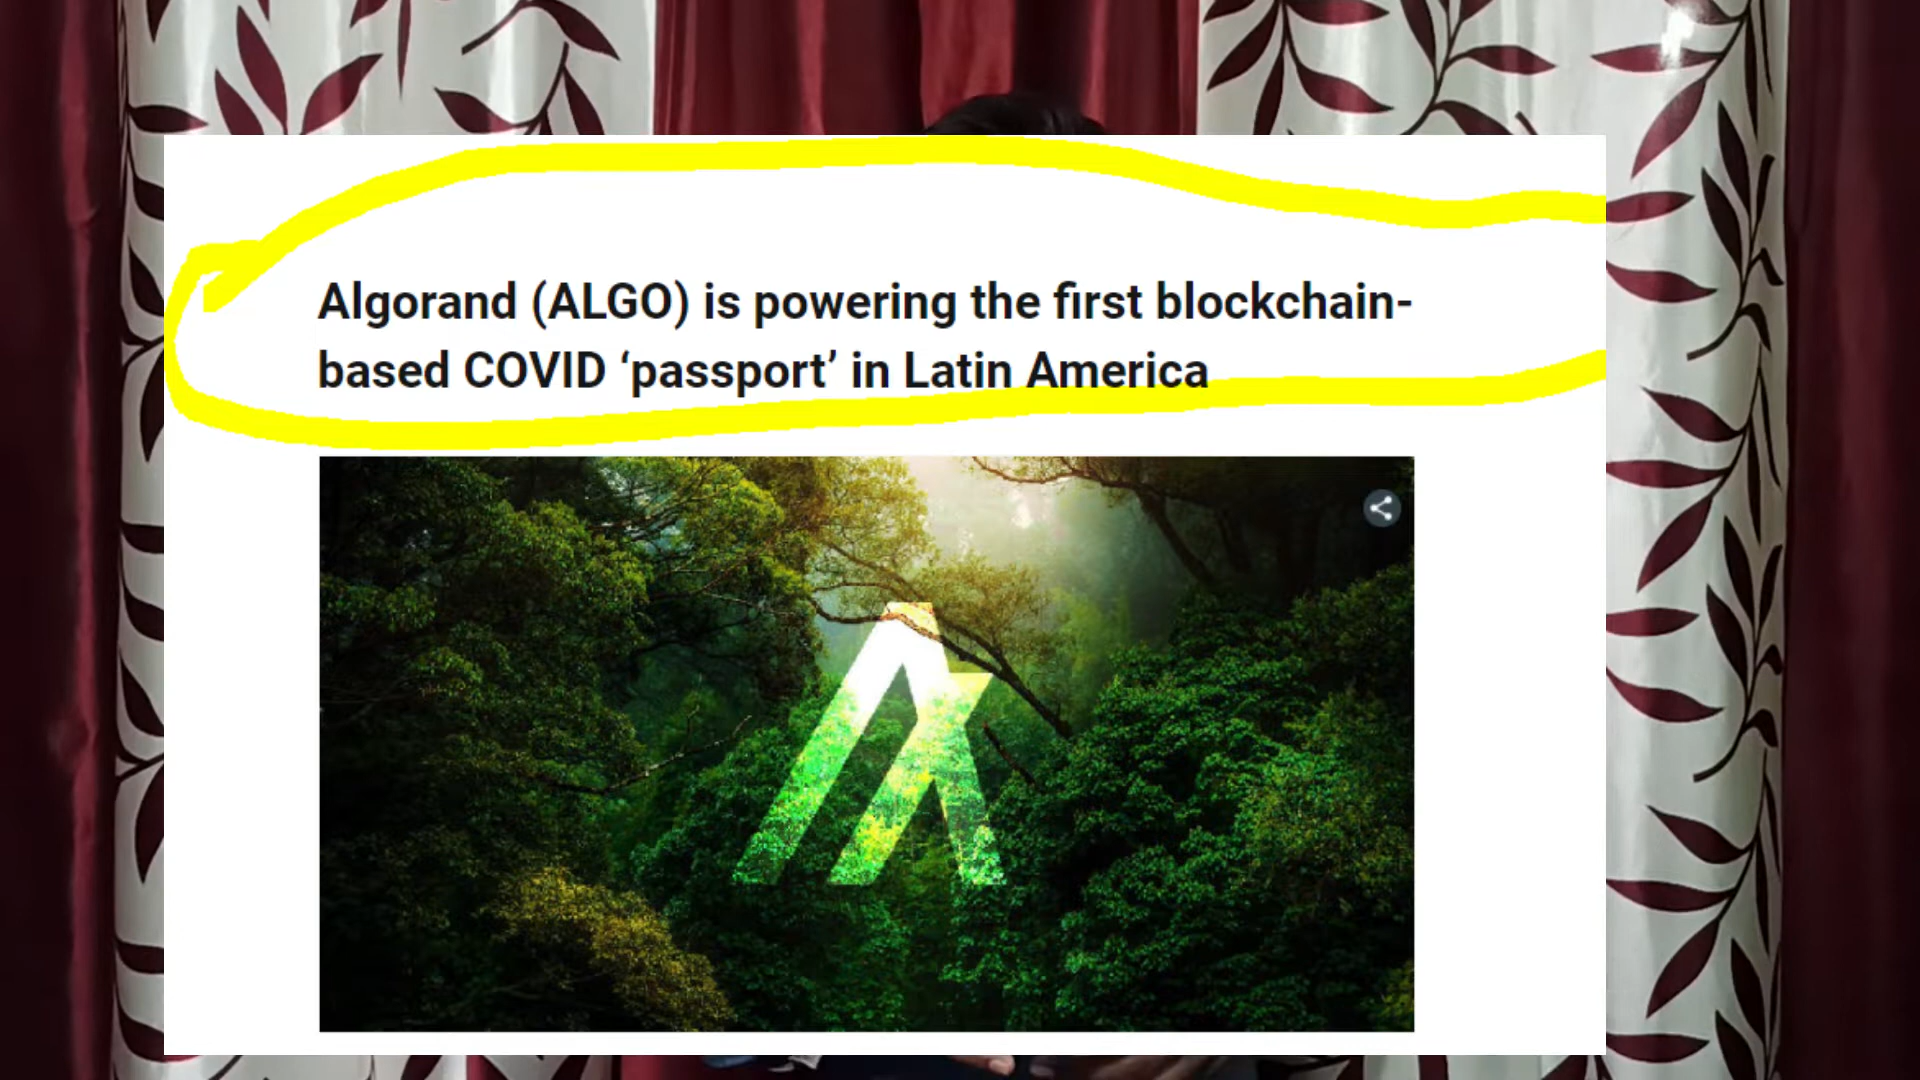 Algorand (ALGO) is powering the first blockchain-
based COVID ‘passport’ in Latin America